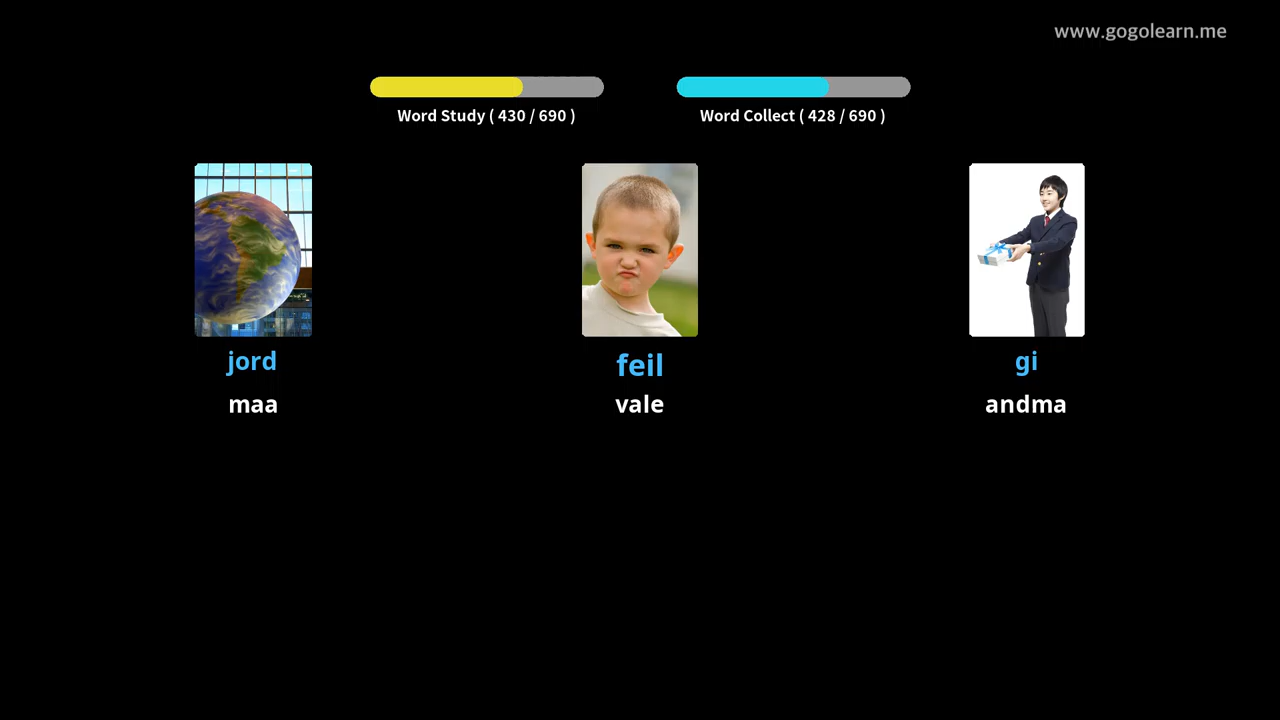 www.gogolearn.me
Word Study ( 430 / 690 )
Word Collect ( 428 / 690 )
jord
feil
gi
maa
vale
andma